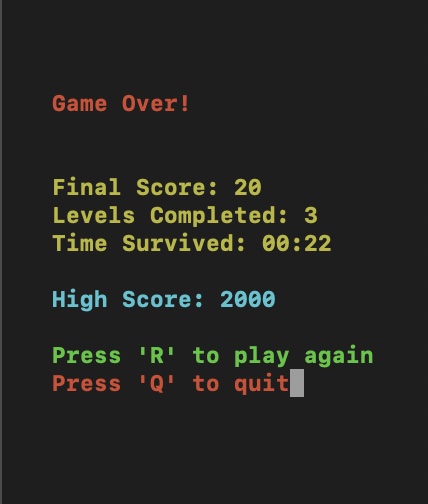 Game Over!
Final Score: 20
Levels Completed: 3
Time Survived: 00:22
High Score: 2000
Press 'R' to play again
Press 'Q' to quit